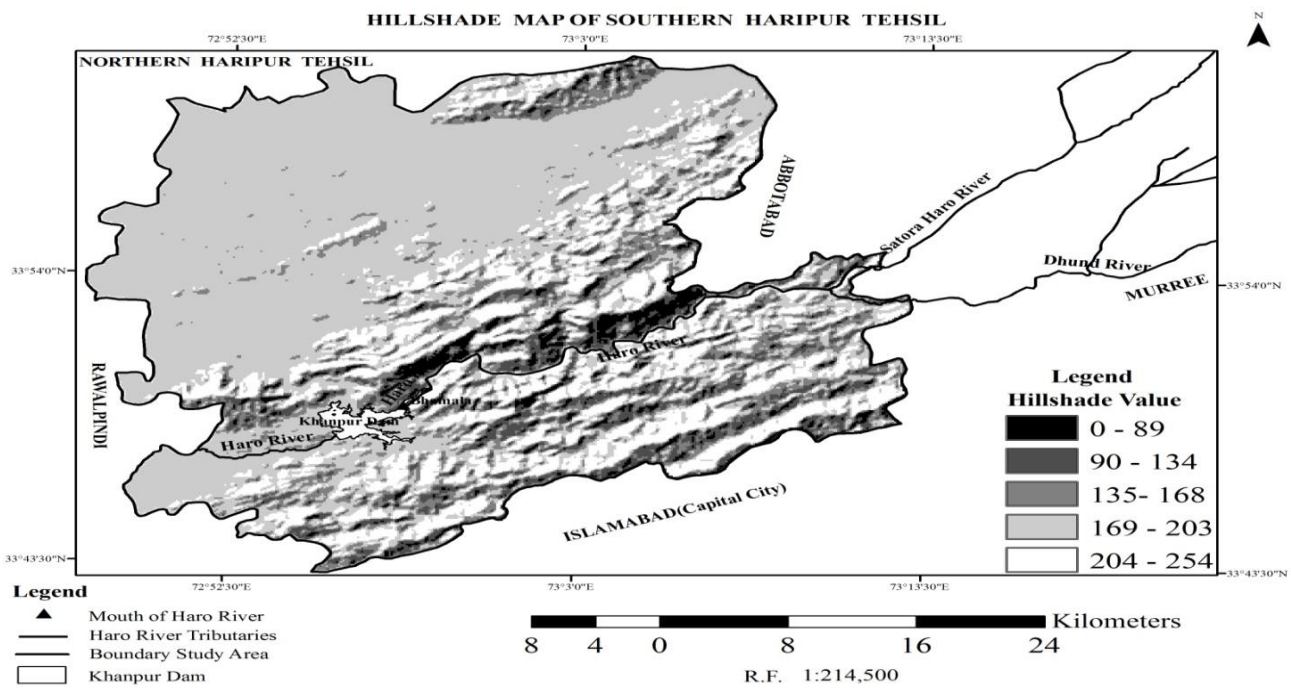 HILLSHADE MAP OF SOUTHERN HARIPUR TEHSIL
N
72°52'30"E
73°3'0"E
73°13'30"E
NORTHERN HARIPUR TEHSIL
ABBOTABAD
Satora Haro River
Dhund River
MURREE
33°54'0"N
33°54'0"N
Haro River
RAWALPINDI
Haro
Bhamala
Khanpur Dam
Haro River
ISLAMABAD(Capital City)
Legend
Hillshade Value
0 - 89
90 - 134
135- 168
169 - 203
204 - 254
33°43'30"N
33°43'30"N
72°52'30"E
73°3'0"E
73°13'30"E
Legend
Mouth of Haro River
Haro River Tributaries
Boundary Study Area
Khanpur Dam
Kilometers
8 4 0 8 16 24
R.F. 1:214,500